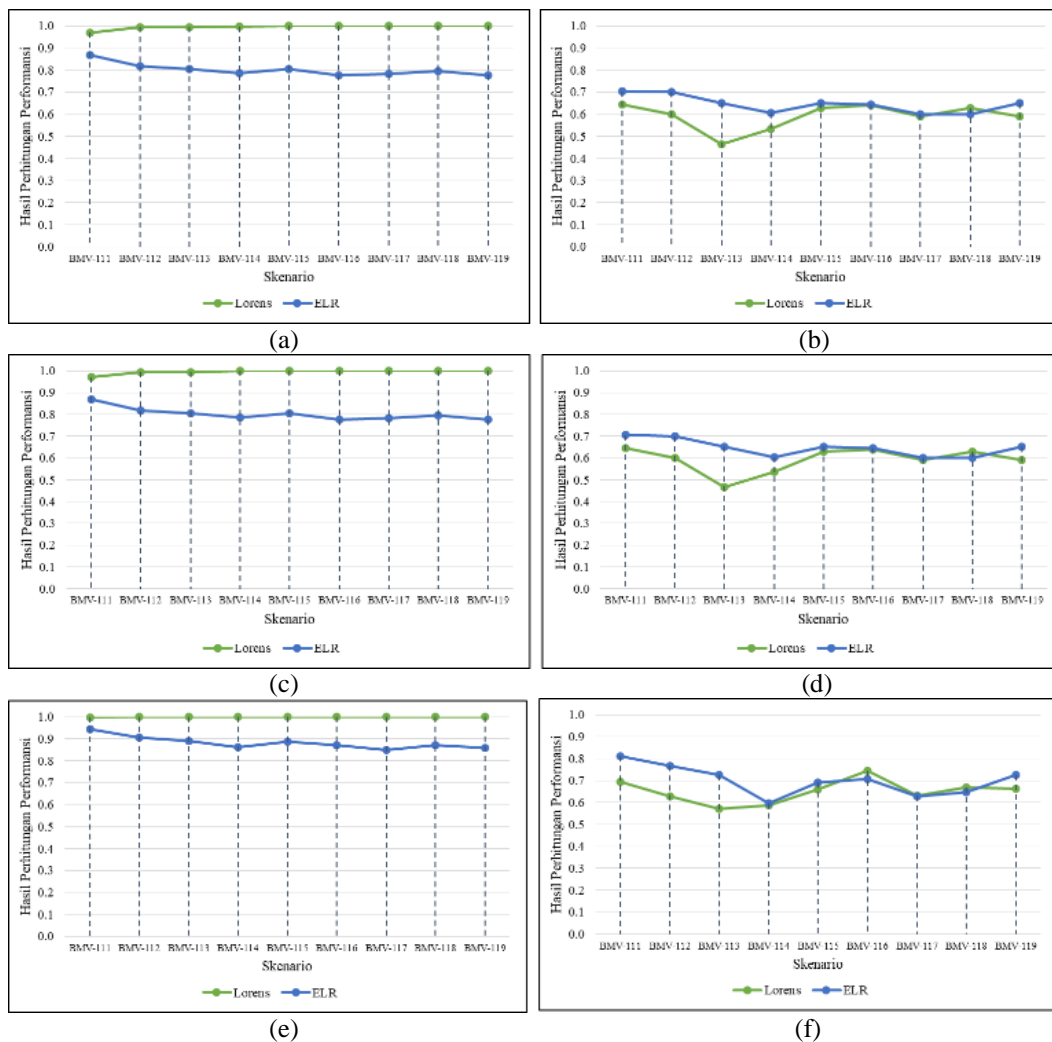 1.0
0.9
0.8
0.7
0.6
0.5
0.4
0.3
0.2
0.1
0.0
Hasil Perhitungan Performansi
BMV-111 BMV-112 BMV-113 BMV-114 BMV-115 BMV-116 BMV-117 BMV-118 BMV-119
Skenario
Lorens ELR
(a)
1.0
0.9
0.8
0.7
0.6
0.5
0.4
0.3
0.2
0.1
0.0
Hasil Perhitungan Performansi
BMV-111 BMV-112 BMV-113 BMV-114 BMV-115 BMV-116 BMV-117 BMV-118 BMV-119
Skenario
Lorens ELR
(b)
1.0
0.9
0.8
0.7
0.6
0.5
0.4
0.3
0.2
0.1
0.0
Hasil Perhitungan Performansi
BMV-111 BMV-112 BMV-113 BMV-114 BMV-115 BMV-116 BMV-117 BMV-118 BMV-119
Skenario
Lorens ELR
(c)
1.0
0.9
0.8
0.7
0.6
0.5
0.4
0.3
0.2
0.1
0.0
Hasil Perhitungan Performansi
BMV-111 BMV-112 BMV-113 BMV-114 BMV-115 BMV-116 BMV-117 BMV-118 BMV-119
Skenario
Lorens ELR
(d)
1.0
0.9
0.8
0.7
0.6
0.5
0.4
0.3
0.2
0.1
0.0
Hasil Perhitungan Performansi
BMV-111 BMV-112 BMV-113 BMV-114 BMV-115 BMV-116 BMV-117 BMV-118 BMV-119
Skenario
Lorens ELR
(e)
1.0
0.9
0.8
0.7
0.6
0.5
0.4
0.3
0.2
0.1
0.0
Hasil Perhitungan Performansi
BMV-111 BMV-112 BMV-113 BMV-114 BMV-115 BMV-116 BMV-117 BMV-118 BMV-119
Skenario
Lorens ELR
(f)